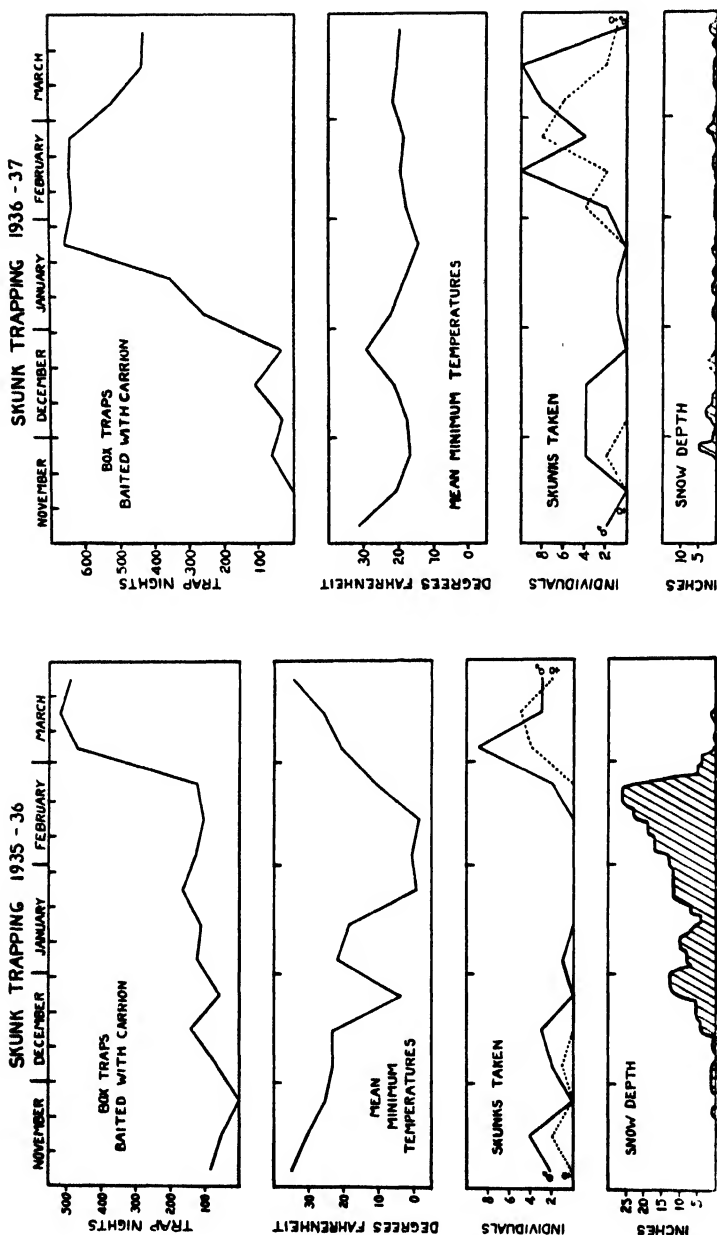 SKUNK TRAPPING 1935 - 36
NOVEMBER DECEMBER JANUARY FEBRUARY MARCH
500
400
300
200
100
TRAP NIGHTS
BOX TRAPS
BAITED WITH CARRION
30
20
10
0
DEGREES FAHRENHEIT
MEAN
MINIMUM
TEMPERATURES
8
6
4
2
INDIVIDUALS
SKUNKS TAKEN
♂
♀
♂
♀
25
20
15
10
5
INCHES
SNOW DEPTH
SKUNK TRAPPING 1936 - 37
NOVEMBER DECEMBER JANUARY FEBRUARY MARCH
600
500
400
300
200
100
TRAP NIGHTS
BOX TRAPS
BAITED WITH CARRION
40
30
20
10
0
DEGREES FAHRENHEIT
MEAN MINIMUM TEMPERATURES
8
6
4
2
INDIVIDUALS
SKUNKS TAKEN
♂
♀
♀
♂
10
5
INCHES
SNOW DEPTH